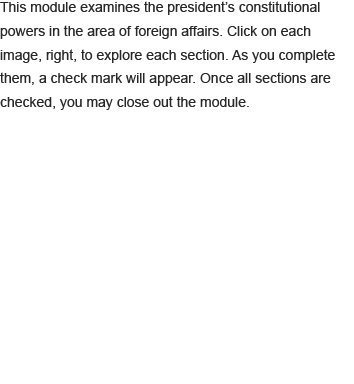 This module examines the president’s constitutional
powers in the area of foreign affairs. Click on each
image, right, to explore each section. As you complete
them, a check mark will appear. Once all sections are
checked, you may close out the module.